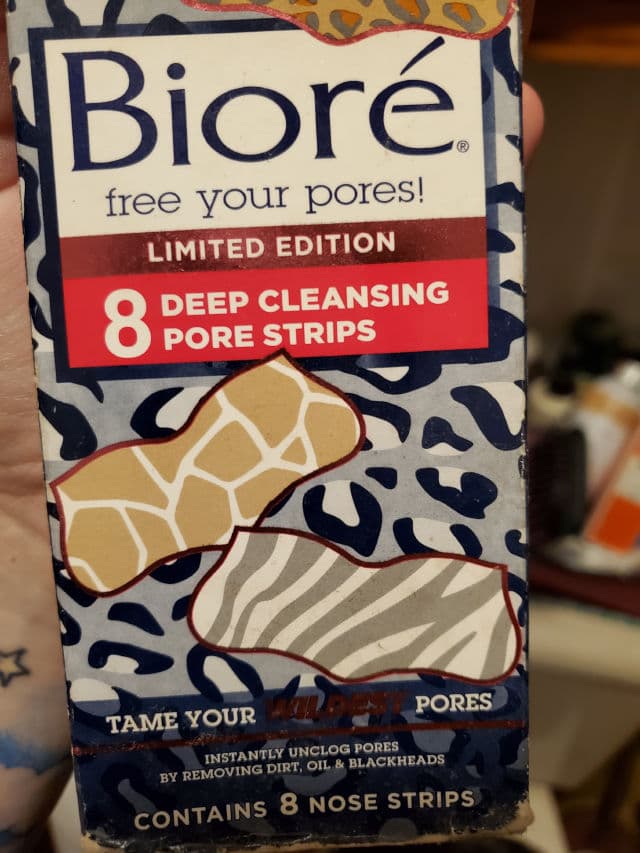 Bioré®
free your pores!
LIMITED EDITION
8 DEEP CLEANSING
PORE STRIPS
TAME YOUR WILDEST PORES
INSTANTLY UNCLOG PORES
BY REMOVING DIRT, OIL & BLACKHEADS
CONTAINS 8 NOSE STRIPS